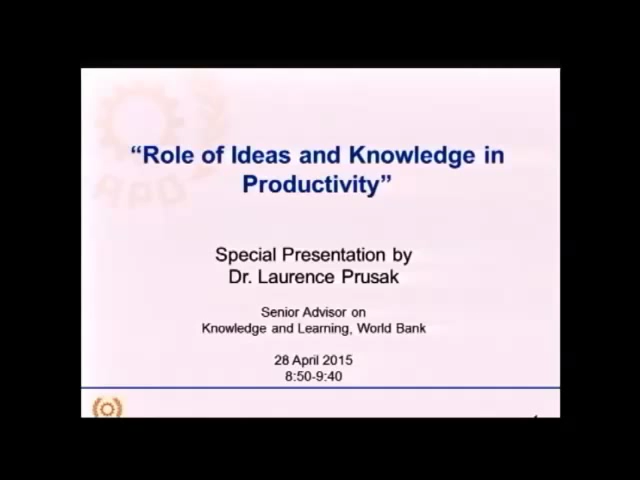 “Role of Ideas and Knowledge in
Productivity”
Special Presentation by
Dr. Laurence Prusak
Senior Advisor on
Knowledge and Learning, World Bank
28 April 2015
8:50-9:40
APO